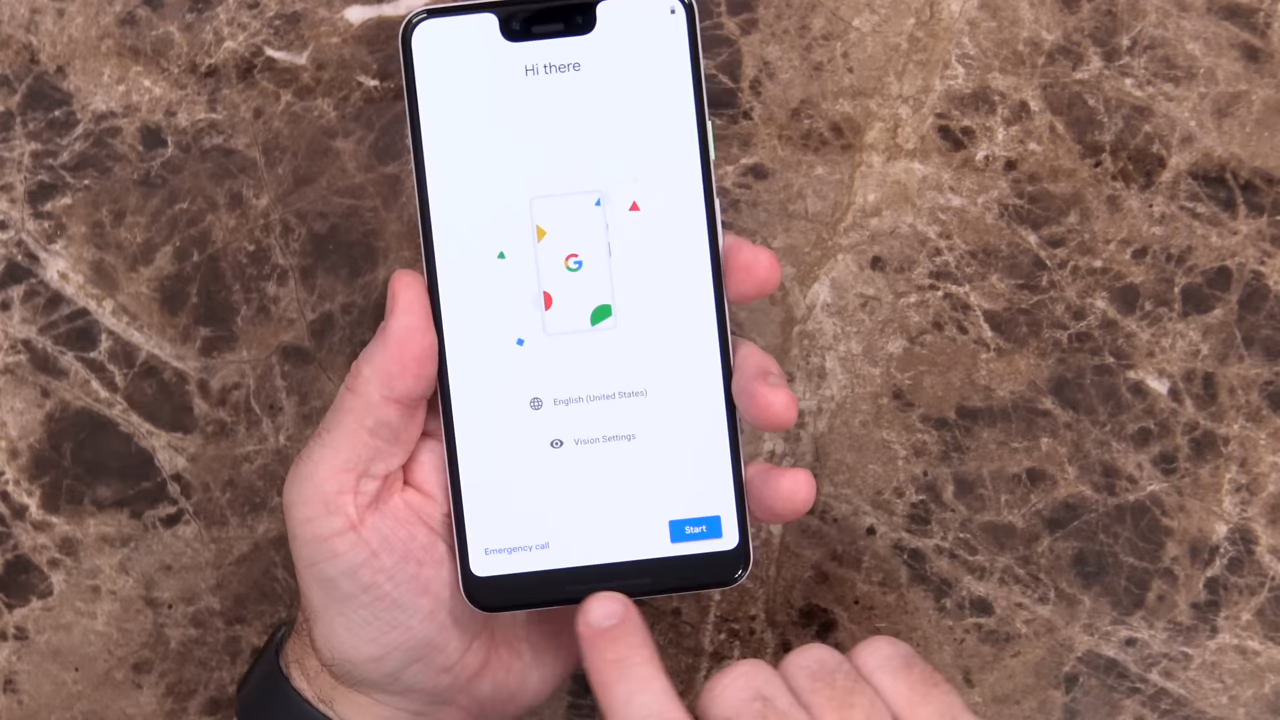 Hi there
G
English (United States)
Vision Settings
Start
Emergency call